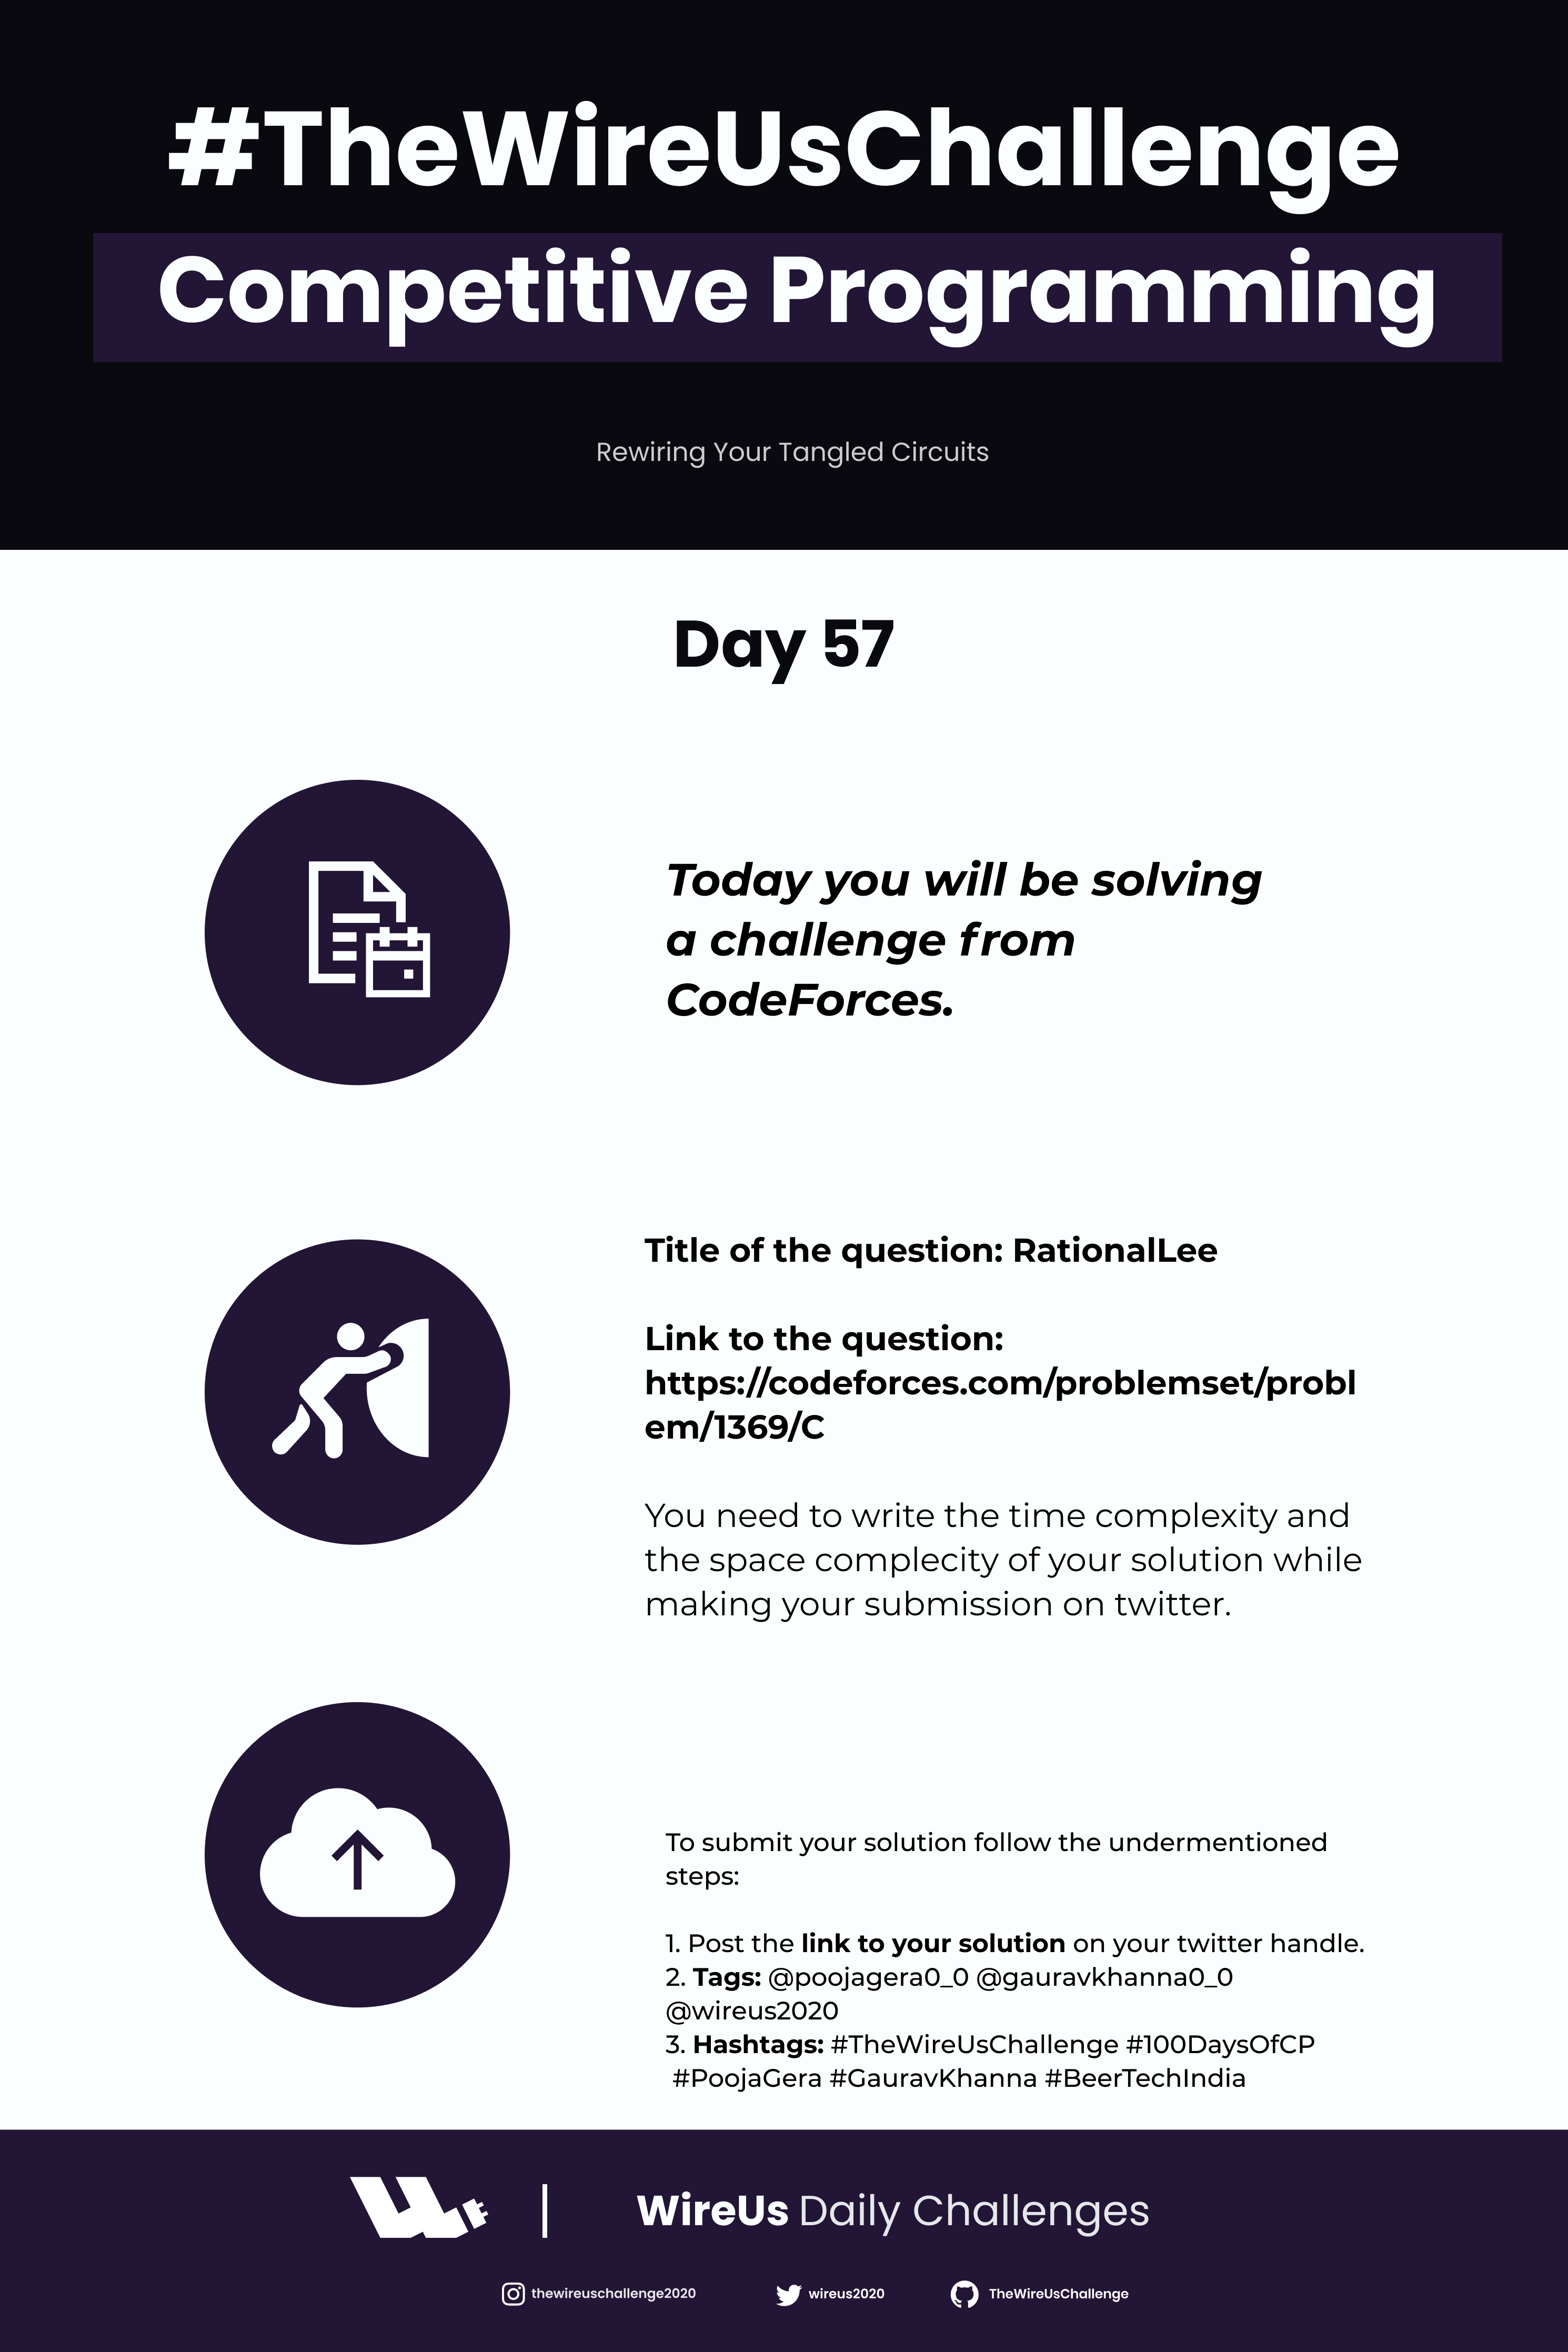 #TheWireUsChallenge
Competitive Programming
Rewiring Your Tangled Circuits
Day 57
Today you will be solving
a challenge from
CodeForces.
Title of the question: RationalLee
Link to the question:
https://codeforces.com/problemset/probl
em/1369/C
You need to write the time complexity and
the space complecity of your solution while
making your submission on twitter.
To submit your solution follow the undermentioned
steps:
1. Post the link to your solution on your twitter handle.
2. Tags: @poojagera0_0 @gauravkhanna0_0
@wireus2020
3. Hashtags: #TheWireUsChallenge #100DaysOfCP
#PoojaGera #GauravKhanna #BeerTechIndia
WireUs Daily Challenges
thewireuschallenge2020 wireus2020 TheWireUsChallenge